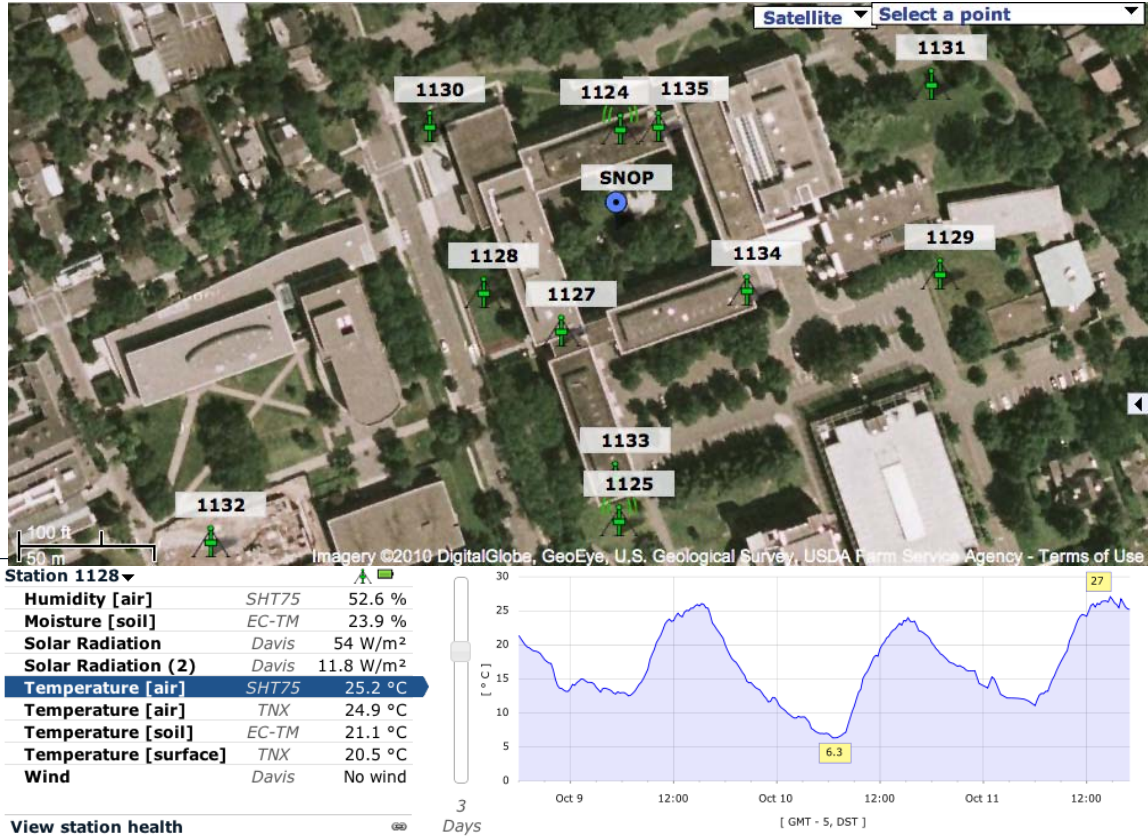 Satellite Select a point
1131
1130
1124 1135
SNOP
1129
1128
1134
1127
1133
1125
1132
100 ft
50 m
Imagery ©2010 DigitalGlobe, GeoEye, U.S. Geological Survey, USDA Farm Service Agency - Terms of Use
Station 1128
Humidity [air] SHT75 52.6 %
Moisture [soil] EC-TM 23.9 %
Solar Radiation Davis 54 W/m²
Solar Radiation (2) Davis 11.8 W/m²
Temperature [air] SHT75 25.2 °C
Temperature [air] TNX 24.9 °C
Temperature [soil] EC-TM 21.1 °C
Temperature [surface] TNX 20.5 °C
Wind Davis No wind
View station health
3
Days
30
25
20
15
10
5
0
[ °C ]
27
6.3
Oct 9 12:00 Oct 10 12:00 Oct 11 12:00
[ GMT - 5, DST ]